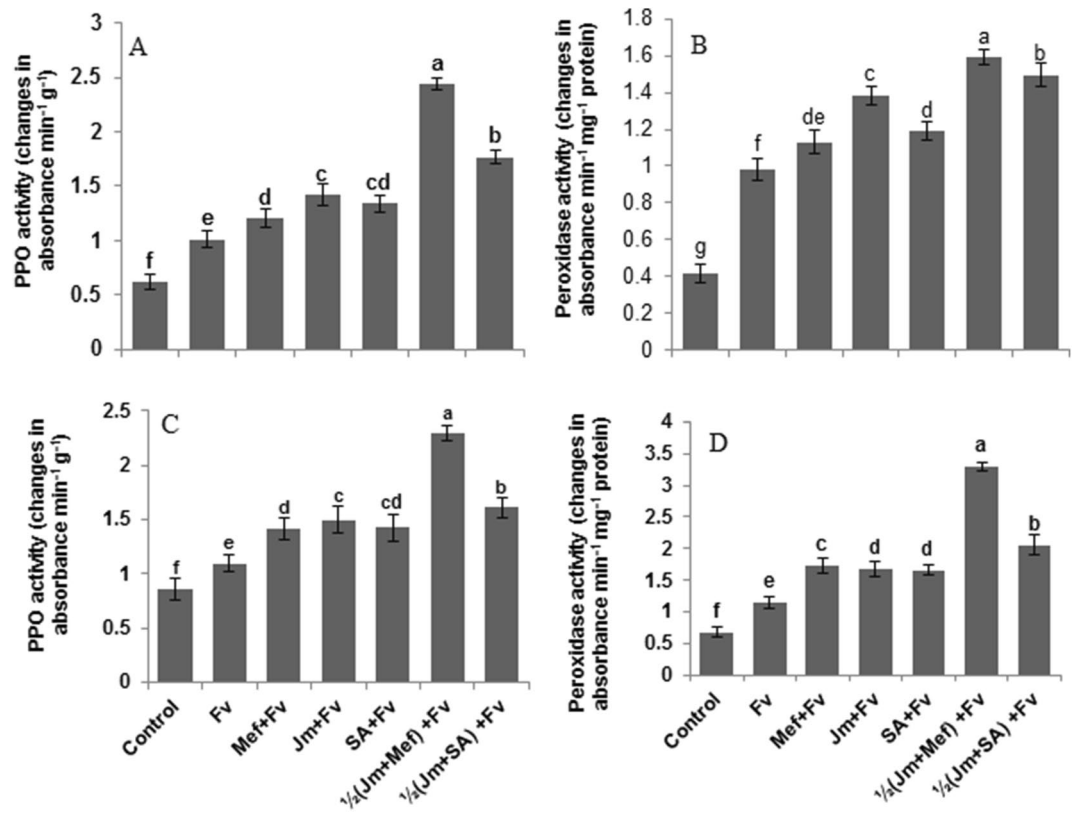 A
PPO activity (changes in
absorbance min⁻¹ g⁻¹)
3
2.5
2
1.5
1
0.5
0
f
e
d
c
cd
a
b
B
Peroxidase activity (changes in
absorbance min⁻¹ mg⁻¹ protein)
1.8
1.6
1.4
1.2
1
0.8
0.6
0.4
0.2
0
g
f
de
c
d
a
b
C
PPO activity (changes in
absorbance min⁻¹ g⁻¹)
2.5
2
1.5
1
0.5
0
f
e
d
c
cd
a
b
Control
Fv
Mef+Fv
Jm+Fv
SA+Fv
½(Jm+Mef) +Fv
½(Jm+SA) +Fv
D
Peroxidase activity (changes in
absorbance min⁻¹ mg⁻¹ protein)
4
3.5
3
2.5
2
1.5
1
0.5
0
f
e
c
d
d
a
b
Control
Fv
Mef+Fv
Jm+Fv
SA+Fv
½(Jm+Mef) +Fv
½(Jm+SA) +Fv